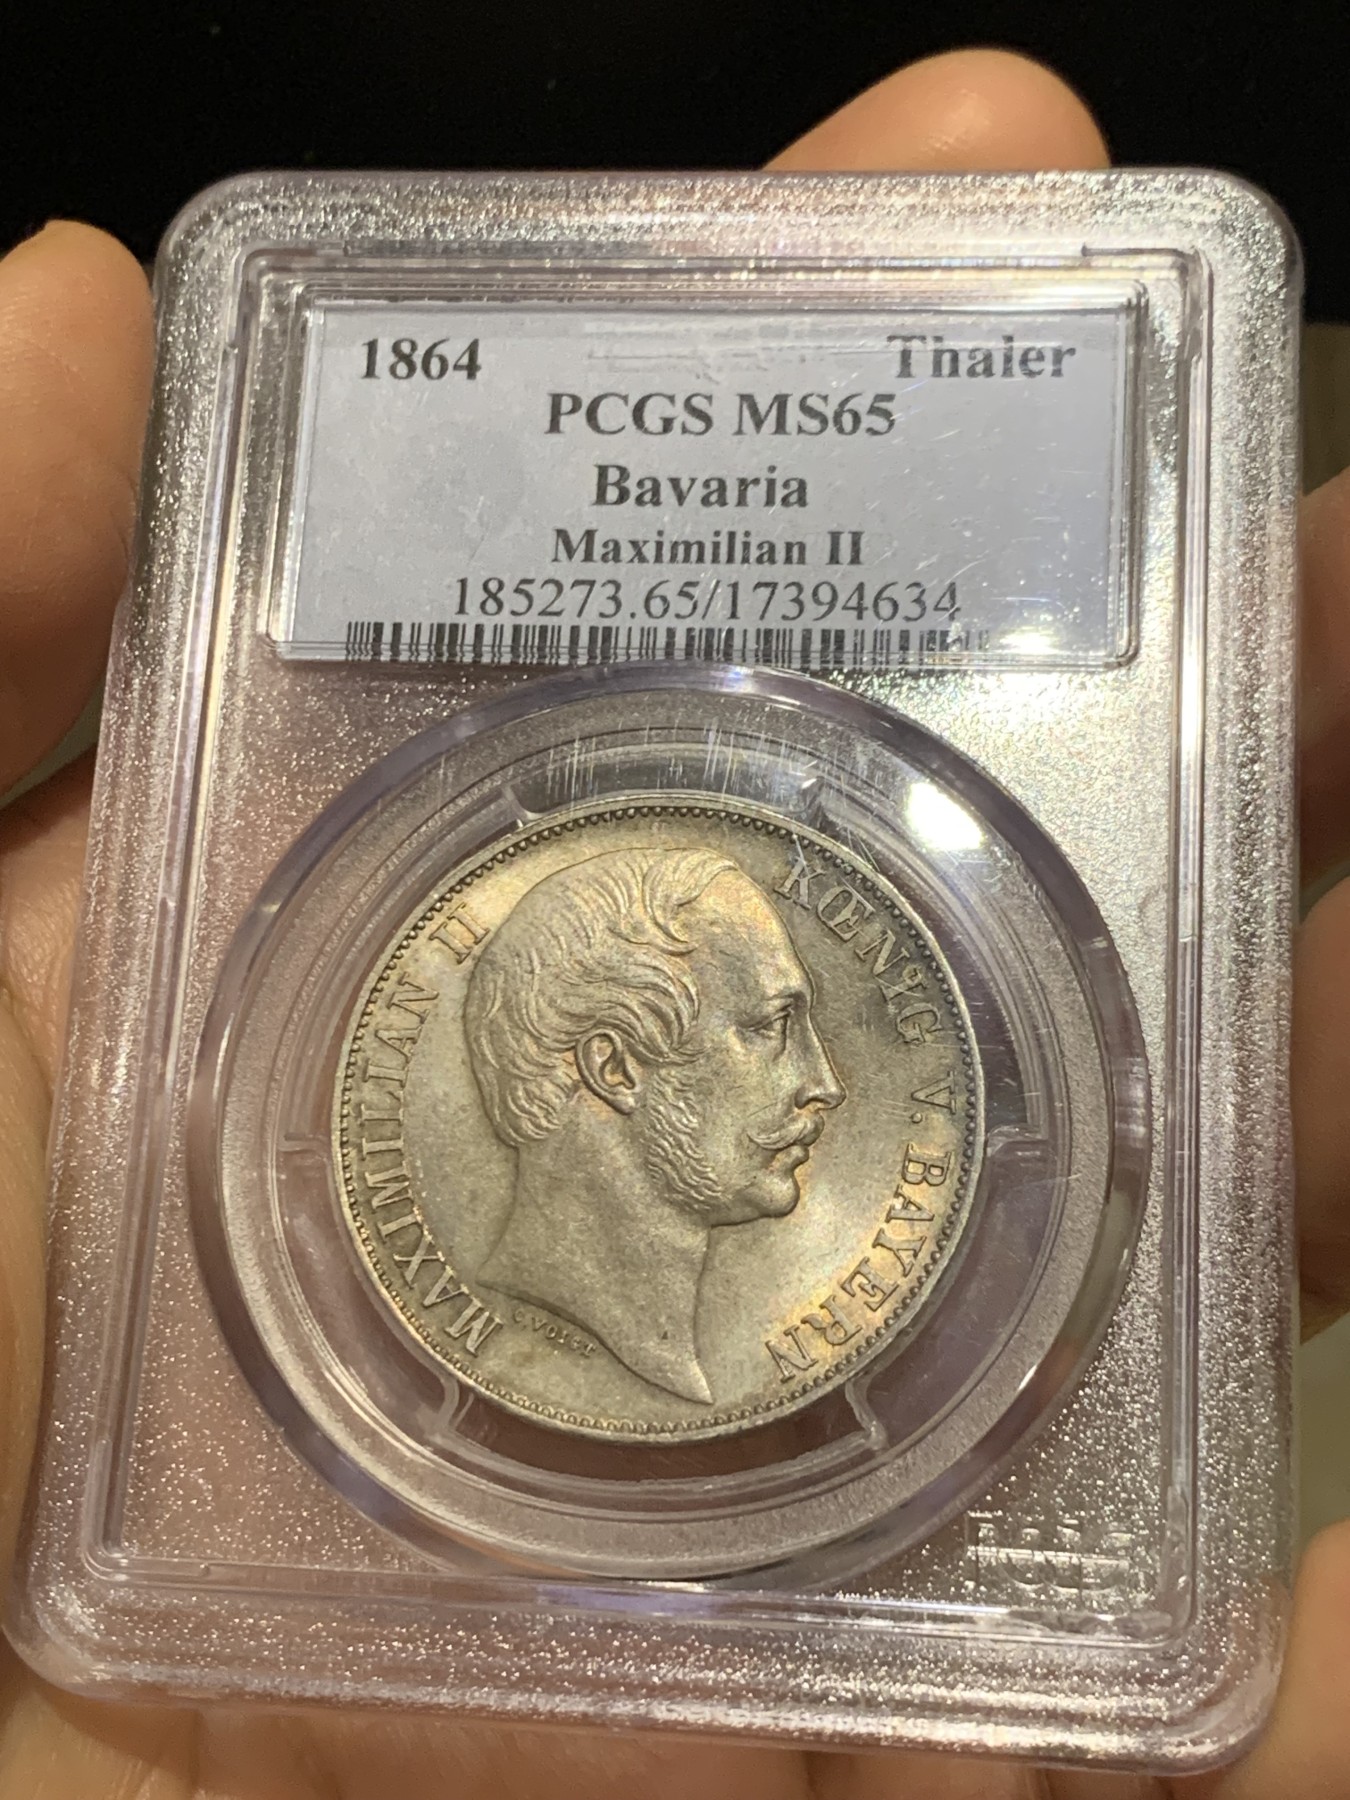 1864 Thaler
PCGS MS65
Bavaria
Maximilian II
185273.65/17394634
MAXIMILIAN II KŒNIG V. BAYERN
C. VOIGT